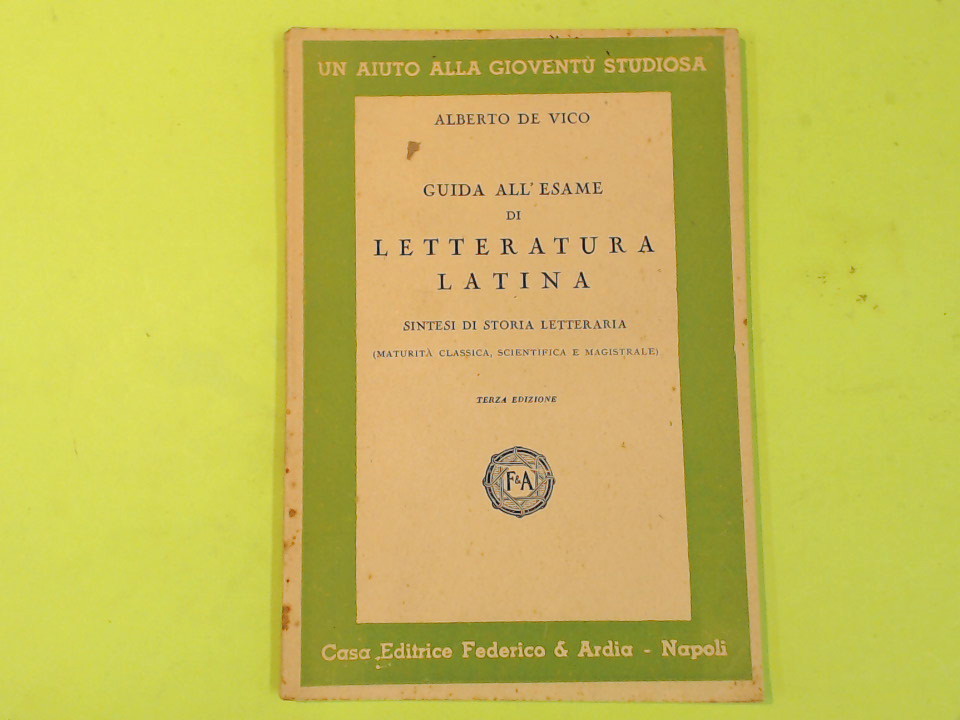 UN AIUTO ALLA GIOVENTÙ STUDIOSA
ALBERTO DE VICO
GUIDA ALL'ESAME
DI
LETTERATURA
LATINA
SINTESI DI STORIA LETTERARIA
(MATURITÀ CLASSICA, SCIENTIFICA E MAGISTRALE)
TERZA EDIZIONE
F&A
Casa Editrice Federico & Ardia - Napoli